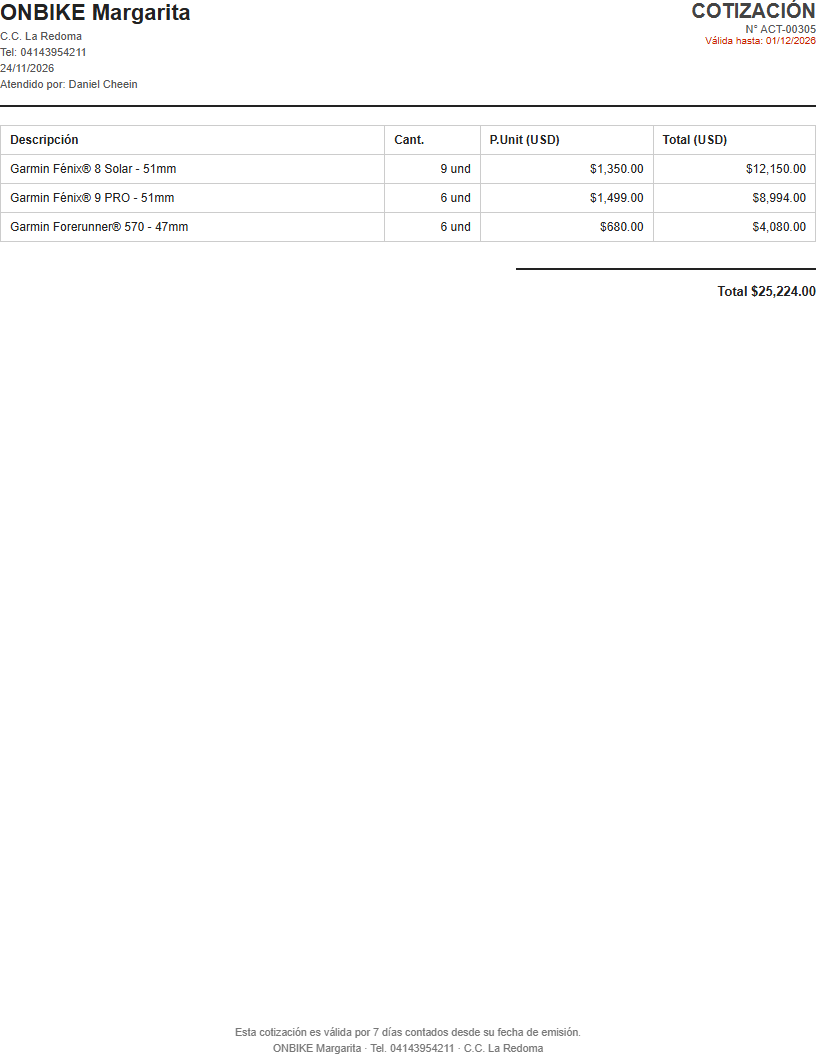 ONBIKE Margarita
COTIZACIÓN
C.C. La Redoma
N° ACT-00305
Tel: 04143954211
Válida hasta: 01/12/2026
24/11/2026
Atendido por: Daniel Cheein
Descripción Cant. P.Unit (USD) Total (USD)
Garmin Fénix® 8 Solar - 51mm 9 und $1,350.00 $12,150.00
Garmin Fénix® 9 PRO - 51mm 6 und $1,499.00 $8,994.00
Garmin Forerunner® 570 - 47mm 6 und $680.00 $4,080.00
Total $25,224.00
Esta cotización es válida por 7 días contados desde su fecha de emisión.
ONBIKE Margarita · Tel. 04143954211 · C.C. La Redoma